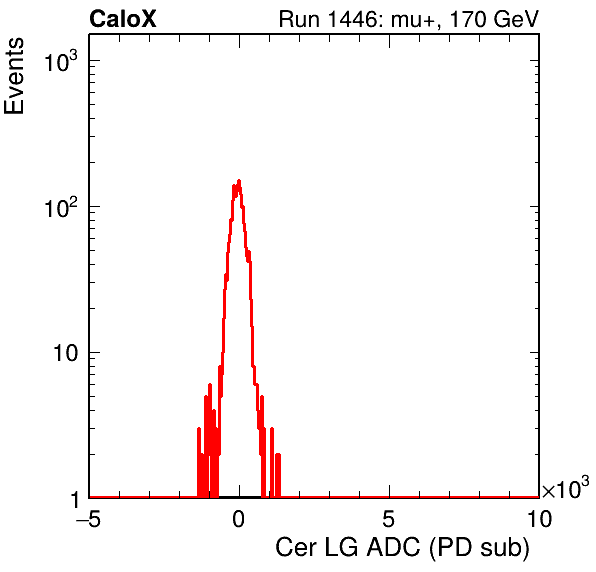 CaloX
Run 1446: mu+, 170 GeV
Events
10³
10²
10
1
−5
0
5
10
×10³
Cer LG ADC (PD sub)